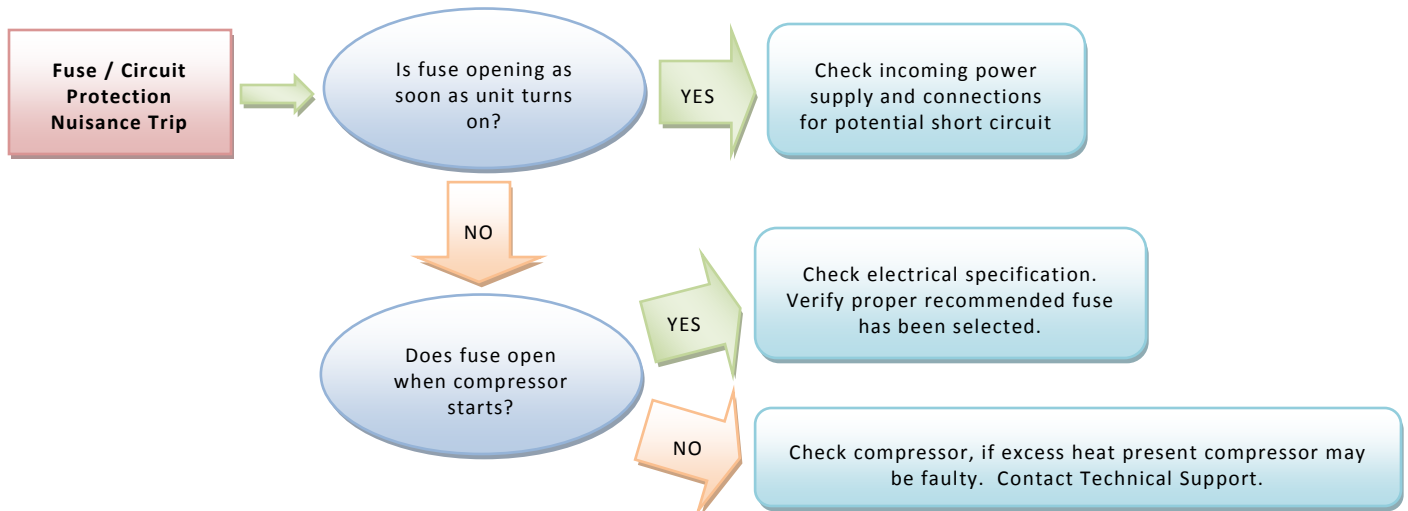 Fuse / Circuit
Protection
Nuisance Trip
Is fuse opening as
soon as unit turns
on?
YES
Check incoming power
supply and connections
for potential short circuit
NO
Does fuse open
when compressor
starts?
YES
Check electrical specification.
Verify proper recommended fuse
has been selected.
NO
Check compressor, if excess heat present compressor may
be faulty.  Contact Technical Support.